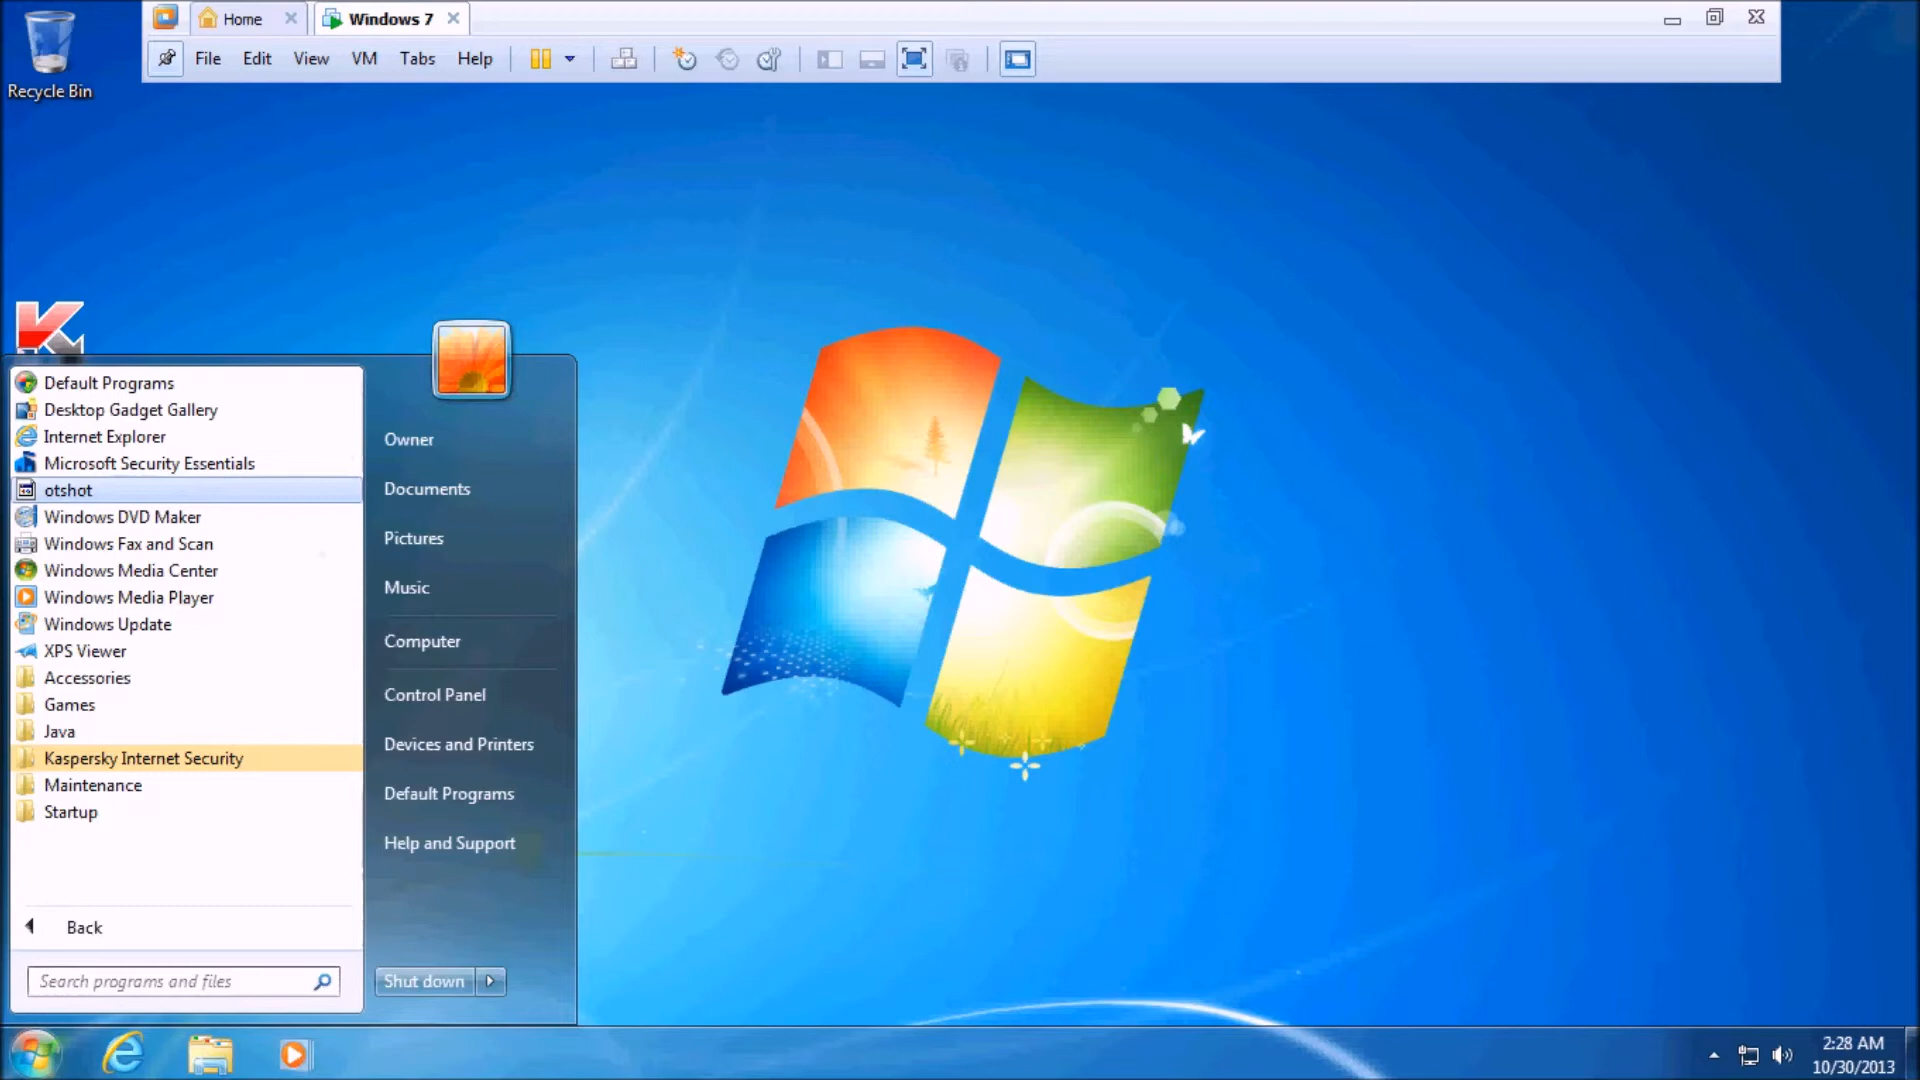 Home
Windows 7
File Edit View VM Tabs Help
Recycle Bin
Default Programs
Desktop Gadget Gallery
Internet Explorer
Microsoft Security Essentials
otshot
Windows DVD Maker
Windows Fax and Scan
Windows Media Center
Windows Media Player
Windows Update
XPS Viewer
Accessories
Games
Java
Kaspersky Internet Security
Maintenance
Startup
Back
Search programs and files
Owner
Documents
Pictures
Music
Computer
Control Panel
Devices and Printers
Default Programs
Help and Support
Shut down
2:28 AM
10/30/2013